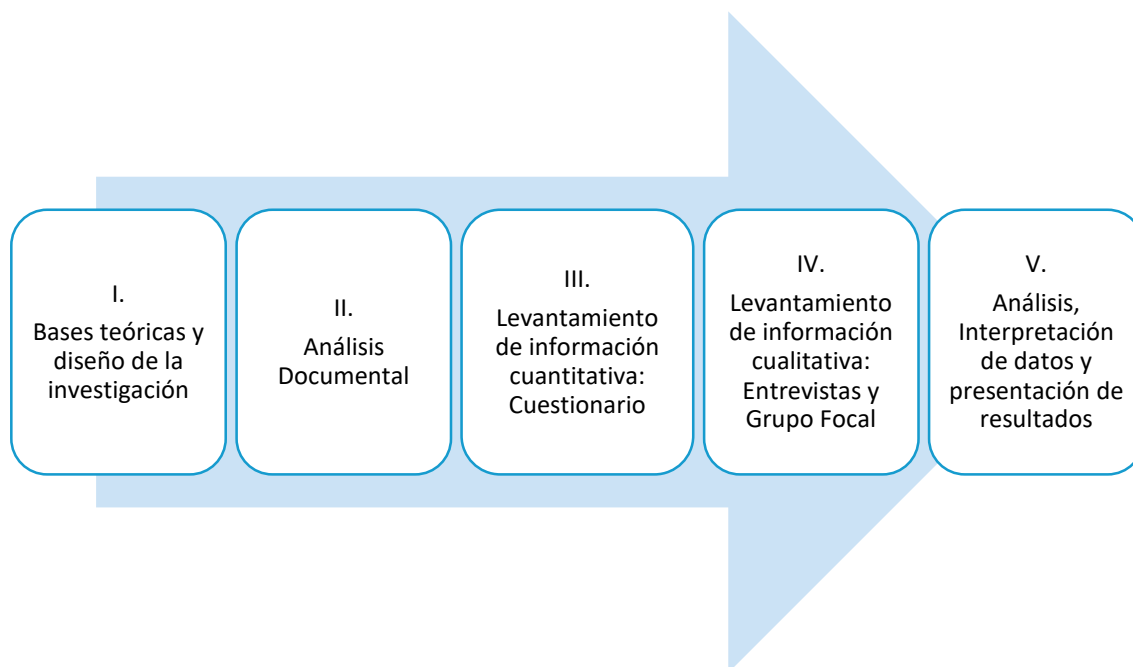 I.
Bases teóricas y
diseño de la
investigación
II.
Análisis
Documental
III.
Levantamiento
de información
cuantitativa:
Cuestionario
IV.
Levantamiento
de información
cualitativa:
Entrevistas y
Grupo Focal
V.
Análisis,
Interpretación
de datos y
presentación de
resultados